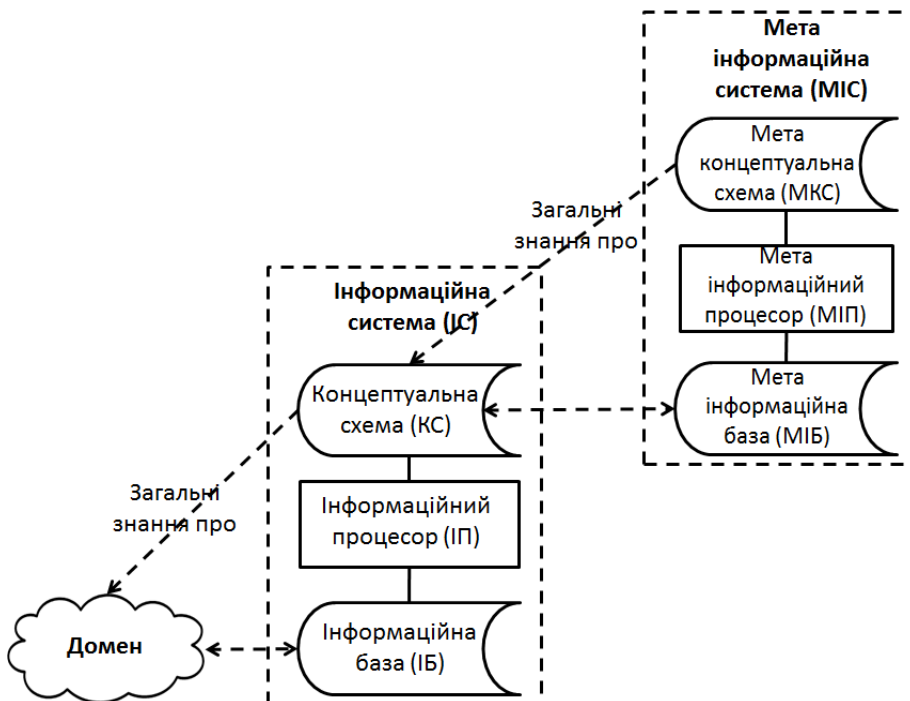 Мета
інформаційна
система (МІС)
Мета
концептуальна
схема (МКС)
Загальні
знання про
Мета
інформаційний
процесор (МІП)
Мета
інформаційна
база (МІБ)
Інформаційна
система (ІС)
Концептуальна
схема (КС)
Інформаційний
процесор (ІП)
Інформаційна
база (ІБ)
Загальні
знання про
Домен